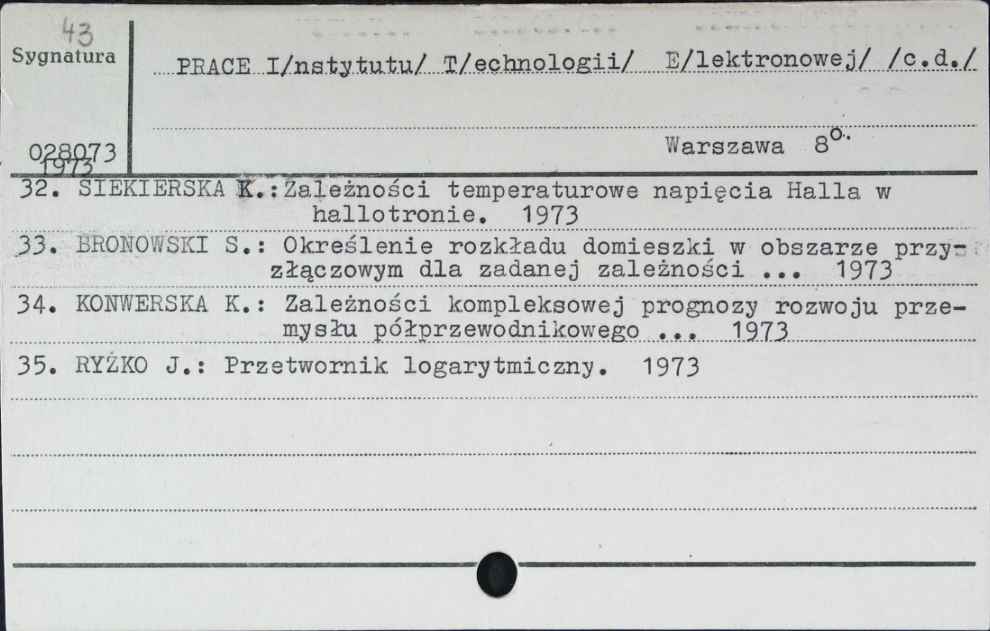 43
Sygnatura
PRACE I/nstytutu/ T/echnologii/ E/lektronowej/ /c.d./
Warszawa 8o.
028073
1973
32. SIEKIERSKA K.: Zależności temperaturowe napięcia Halla w
hallotronie. 1973
33. BRONOWSKI S.: Określenie rozkładu domieszki w obszarze przy-
złączowym dla zadanej zależności ... 1973
34. KONWERSKA K.: Zależności kompleksowej prognozy rozwoju prze-
mysłu półprzewodnikowego ... 1973
35. RYŻKO J.: Przetwornik logarytmiczny. 1973